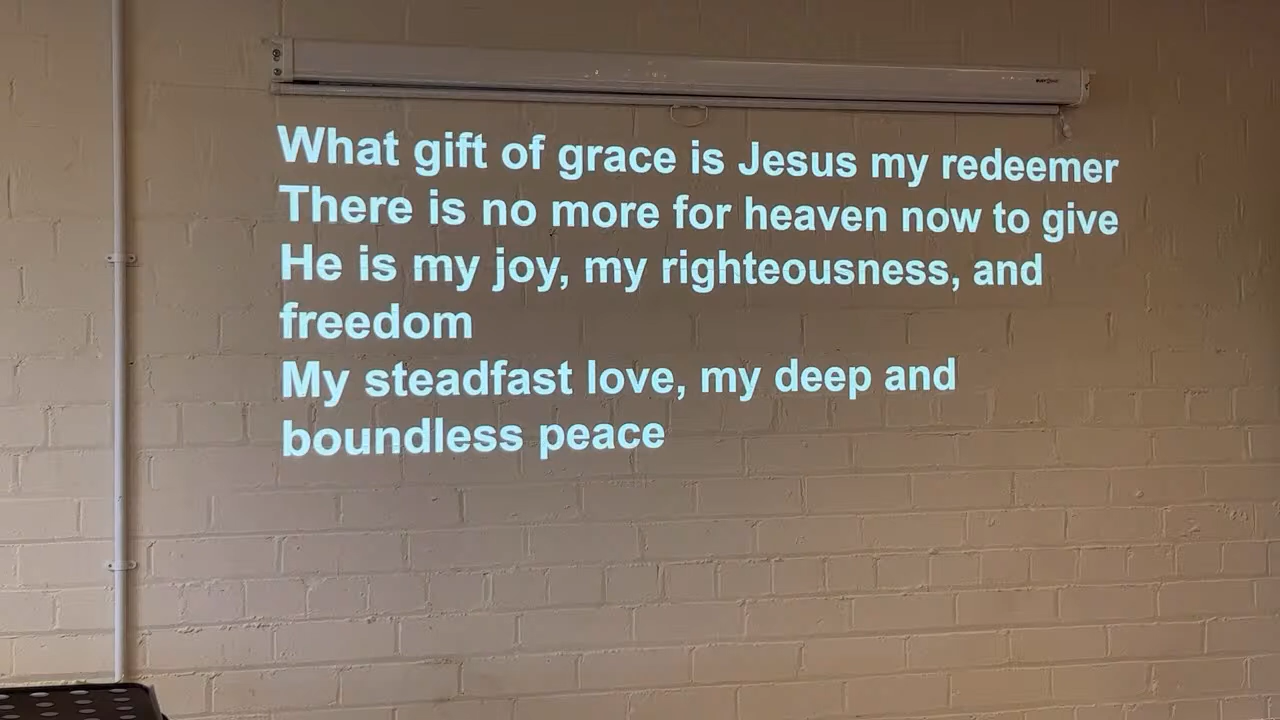 What gift of grace is Jesus my redeemer
There is no more for heaven now to give
He is my joy, my righteousness, and
freedom
My steadfast love, my deep and
boundless peace